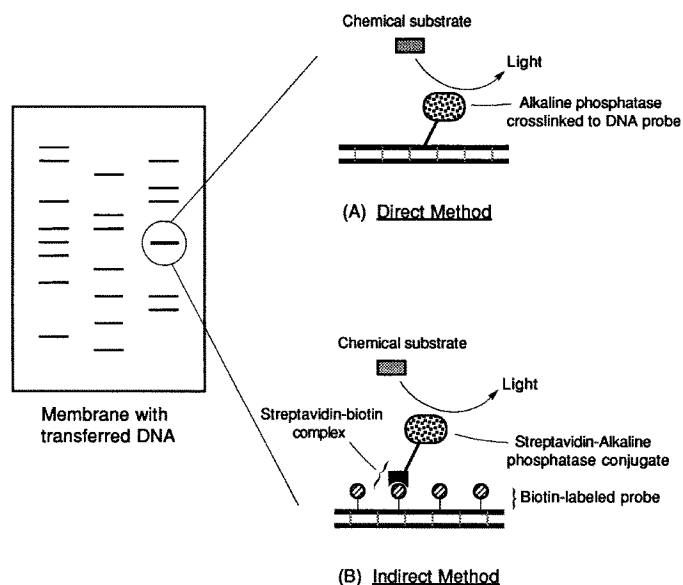 Chemical substrate
Light
Alkaline phosphatase
crosslinked to DNA probe
(A) Direct Method
Membrane with
transferred DNA
Chemical substrate
Light
Streptavidin-biotin
complex
Streptavidin-Alkaline
phosphatase conjugate
Biotin-labeled probe
(B) Indirect Method